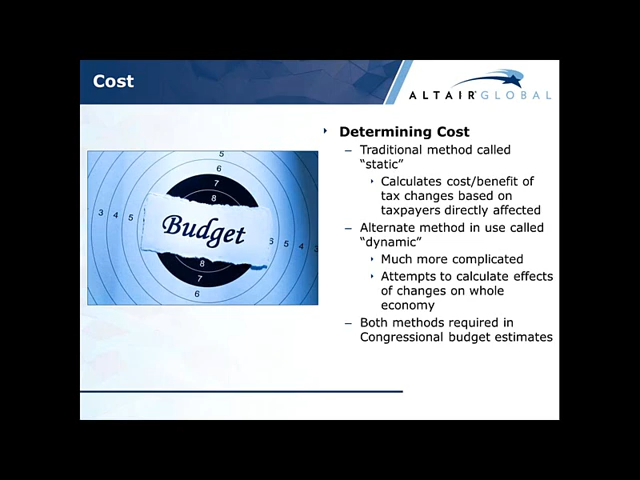 Cost
ALTAIR GLOBAL
Determining Cost
– Traditional method called
“static”
Calculates cost/benefit of
tax changes based on
taxpayers directly affected
– Alternate method in use called
“dynamic”
Much more complicated
Attempts to calculate effects
of changes on whole
economy
– Both methods required in
Congressional budget estimates
5
6
7
8
3 4 5
Budget
6 5 4 3
8
7
6